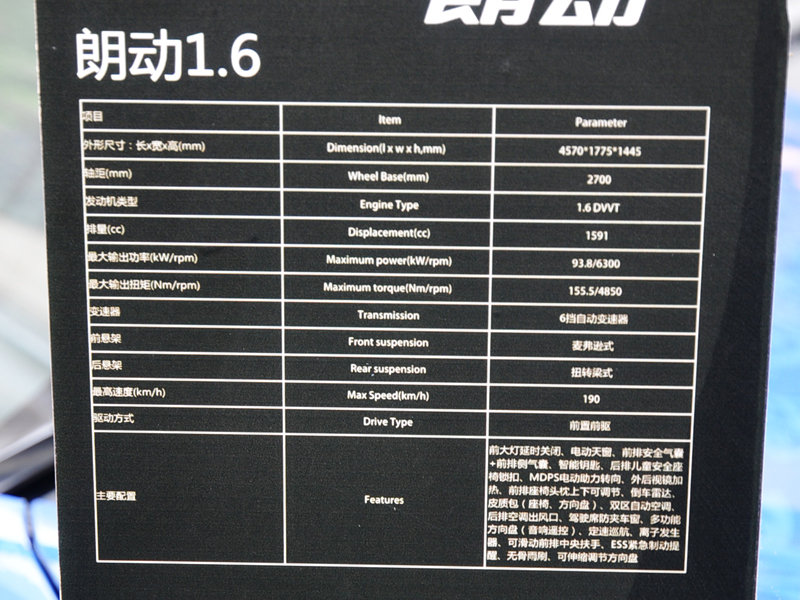 朗动
朗动1.6
项目 Item Parameter
外形尺寸：长x宽x高(mm) Dimension(l x w x h,mm) 4570*1775*1445
轴距(mm) Wheel Base(mm) 2700
发动机类型 Engine Type 1.6 DVVT
排量(cc) Displacement(cc) 1591
最大输出功率(kW/rpm) Maximum power(kW/rpm) 93.8/6300
最大输出扭矩(Nm/rpm) Maximum torque(Nm/rpm) 155.5/4850
变速器 Transmission 6挡自动变速器
前悬架 Front suspension 麦弗逊式
后悬架 Rear suspension 扭转梁式
最高速度(km/h) Max Speed(km/h) 190
驱动方式 Drive Type 前置前驱
主要配置 Features
前大灯延时关闭、电动天窗、前排安全气囊
+前排侧气囊、智能钥匙、后排儿童安全座
椅锁扣、MDPS电动助力转向、外后视镜加
热、前排座椅头枕上下可调节、倒车雷达、
皮质包（座椅、方向盘）、双区自动空调、
后排空调出风口、驾驶席防夹车窗、多功能
方向盘（音响遥控）、定速巡航、离子发生
器、可滑动前排中央扶手、ESS紧急制动提
醒、无骨雨刷、可伸缩调节方向盘